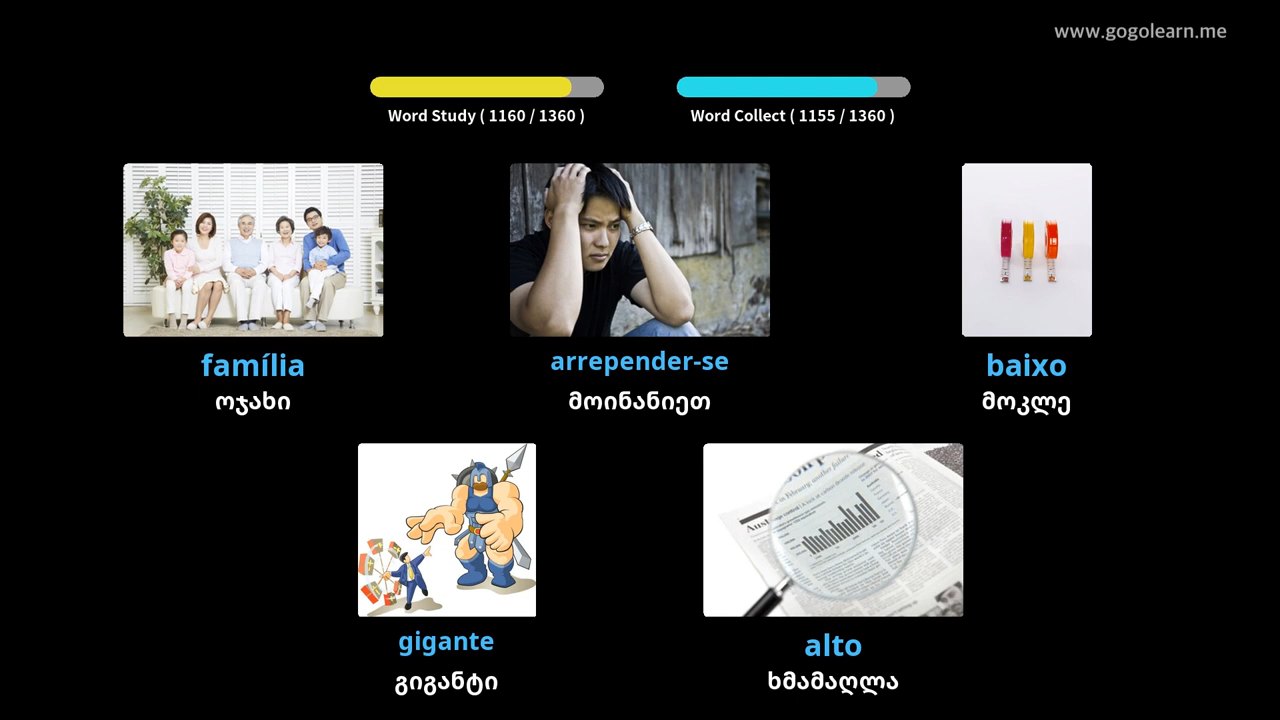 www.gogolearn.me
Word Study ( 1160 / 1360 )
Word Collect ( 1155 / 1360 )
família
arrepender-se
baixo
ოჯახი
მოინანიეთ
მოკლე
gigante
alto
გიგანტი
ხმამაღლა